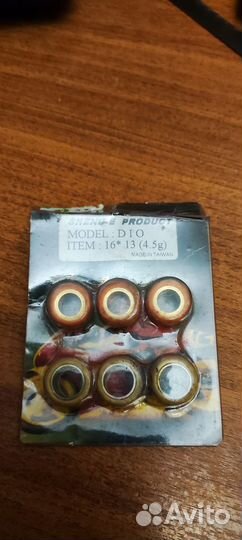 SHENG-E PRODUCT
MODEL : DIO
ITEM : 16* 13 (4.5g)
MADE IN TAIWAN
Avito